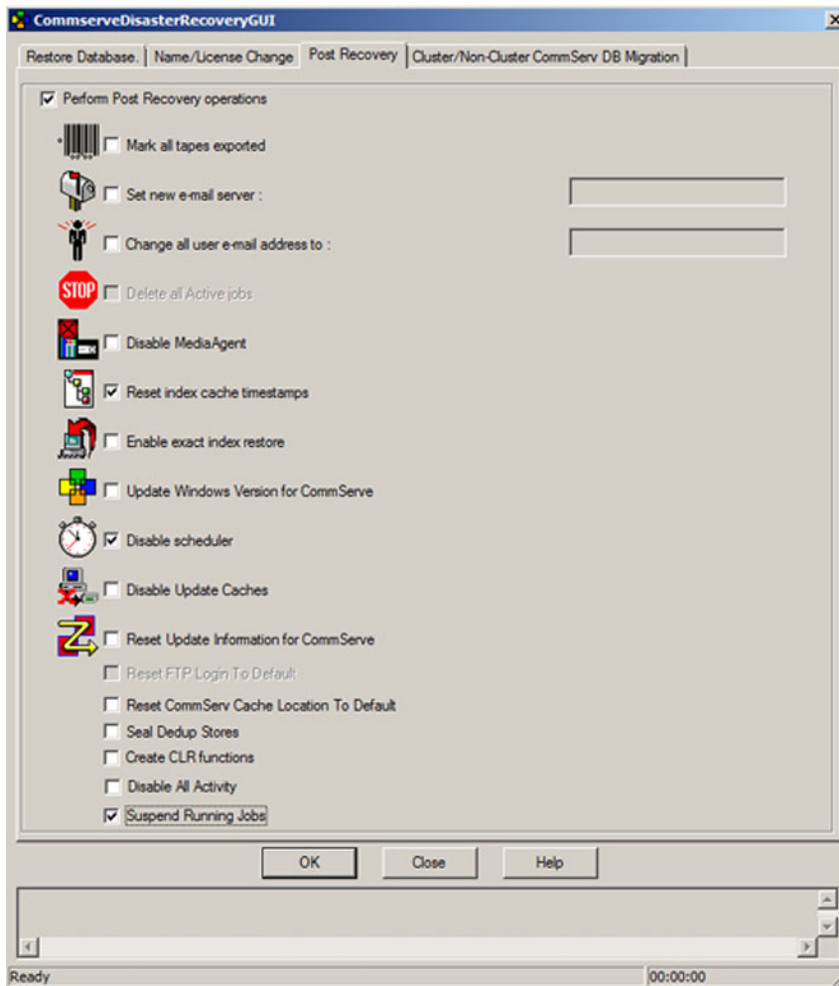 CommserveDisasterRecoveryGUI
Restore Database. Name/License Change Post Recovery Cluster/Non-Cluster CommServ DB Migration
Perform Post Recovery operations
Mark all tapes exported
Set new e-mail server :
Change all user e-mail address to :
STOP Delete all Active jobs
Disable MediaAgent
Reset index cache timestamps
Enable exact index restore
Update Windows Version for CommServe
Disable scheduler
Disable Update Caches
Reset Update Information for CommServe
Reset FTP Login To Default
Reset CommServ Cache Location To Default
Seal Dedup Stores
Create CLR functions
Disable All Activity
Suspend Running Jobs
OK Close Help
Ready 00:00:00